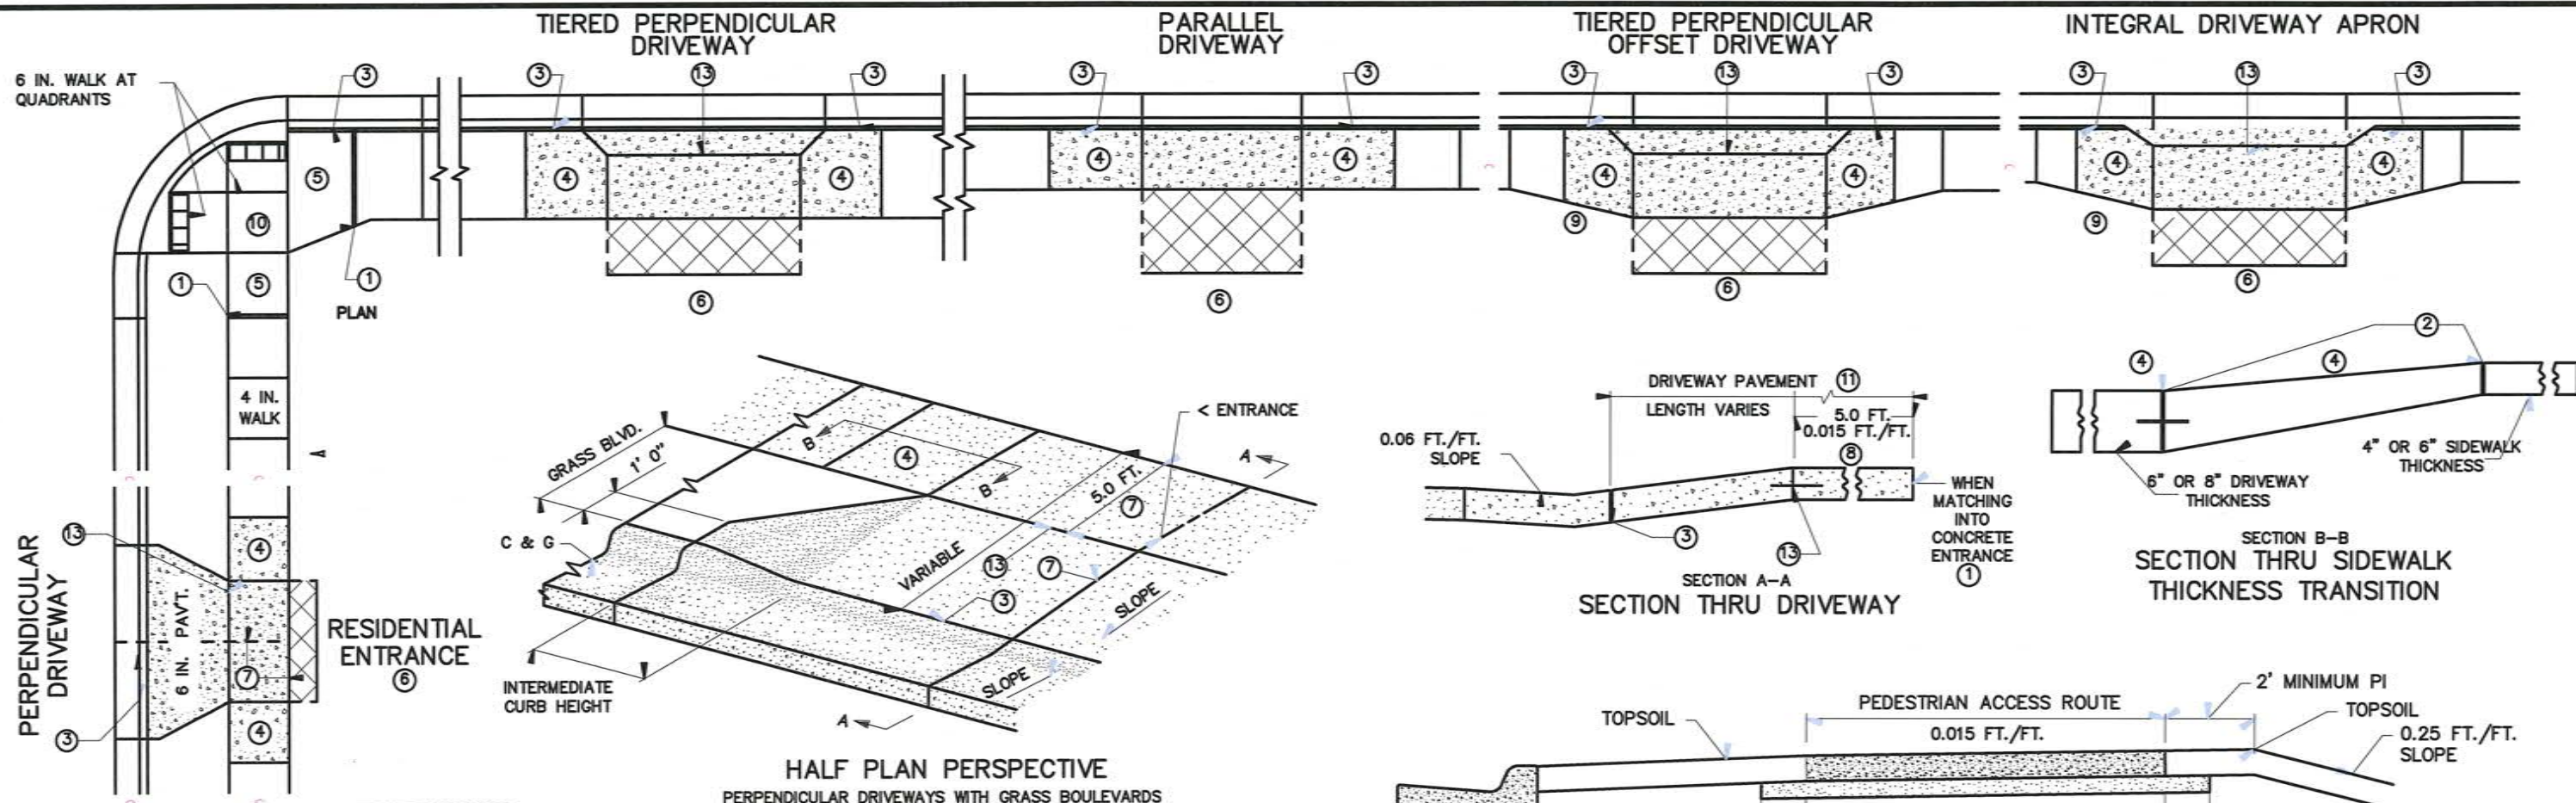 TIERED PERPENDICULAR
DRIVEWAY
PARALLEL
DRIVEWAY
TIERED PERPENDICULAR
OFFSET DRIVEWAY
INTEGRAL DRIVEWAY APRON
6 IN. WALK AT
QUADRANTS
3
3
13
3
3
3
3
13
3
3
13
3
5
4
4
4
4
4
4
4
4
10
9
9
1
5
1
PLAN
6
6
6
6
4 IN.
WALK
GRASS BLVD.
1' 0"
B
B
4
< ENTRANCE
A
5.0 FT.
7
C & G
VARIABLE
13
7
3
SLOPE
SLOPE
INTERMEDIATE
CURB HEIGHT
A
HALF PLAN PERSPECTIVE
PERPENDICULAR DRIVEWAYS WITH GRASS BOULEVARDS
DRIVEWAY PAVEMENT 11
LENGTH VARIES
5.0 FT.
0.015 FT./FT.
8
0.06 FT./FT.
SLOPE
WHEN
MATCHING
INTO
CONCRETE
ENTRANCE
1
3
13
SECTION A-A
SECTION THRU DRIVEWAY
2
4
4
4" OR 6" SIDEWALK
THICKNESS
6" OR 8" DRIVEWAY
THICKNESS
SECTION B-B
SECTION THRU SIDEWALK
THICKNESS TRANSITION
PERPENDICULAR
DRIVEWAY
13
4
6 IN. PAV'T.
7
4
3
RESIDENTIAL
ENTRANCE
6
2' MINIMUM PI
PEDESTRIAN ACCESS ROUTE
TOPSOIL
TOPSOIL
0.015 FT./FT.
0.25 FT./FT.
SLOPE